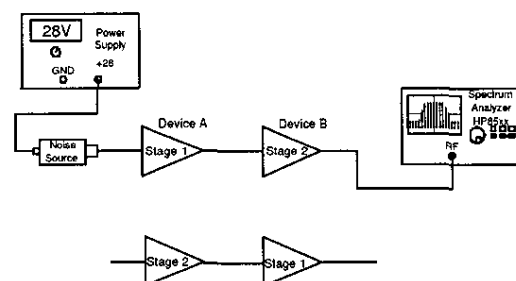 28V
Power
Supply
GND
+28
Noise
Source
Device A
Stage 1
Device B
Stage 2
Spectrum
Analyzer
HP85xx
RF
Stage 2
Stage 1